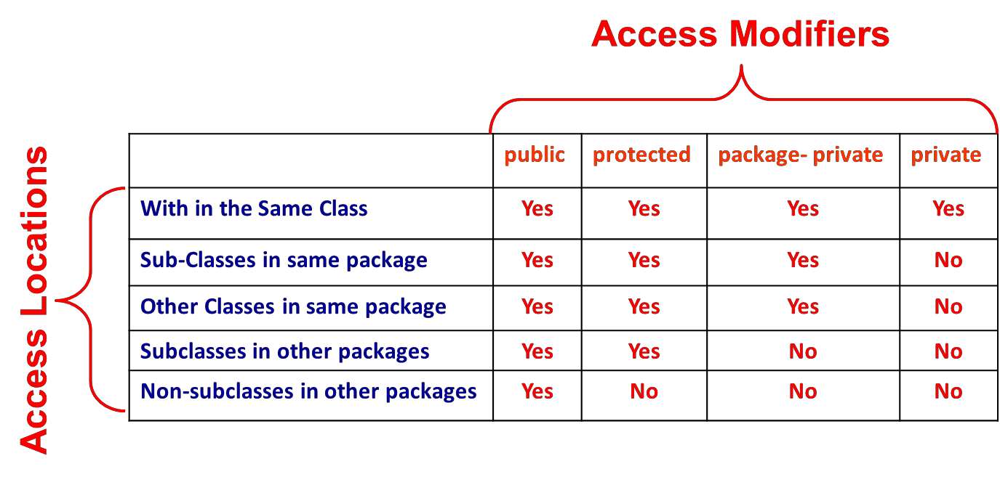 Access Modifiers
Access Locations
public protected package- private private
With in the Same Class Yes Yes Yes Yes
Sub-Classes in same package Yes Yes Yes No
Other Classes in same package Yes Yes Yes No
Subclasses in other packages Yes Yes No No
Non-subclasses in other packages Yes No No No